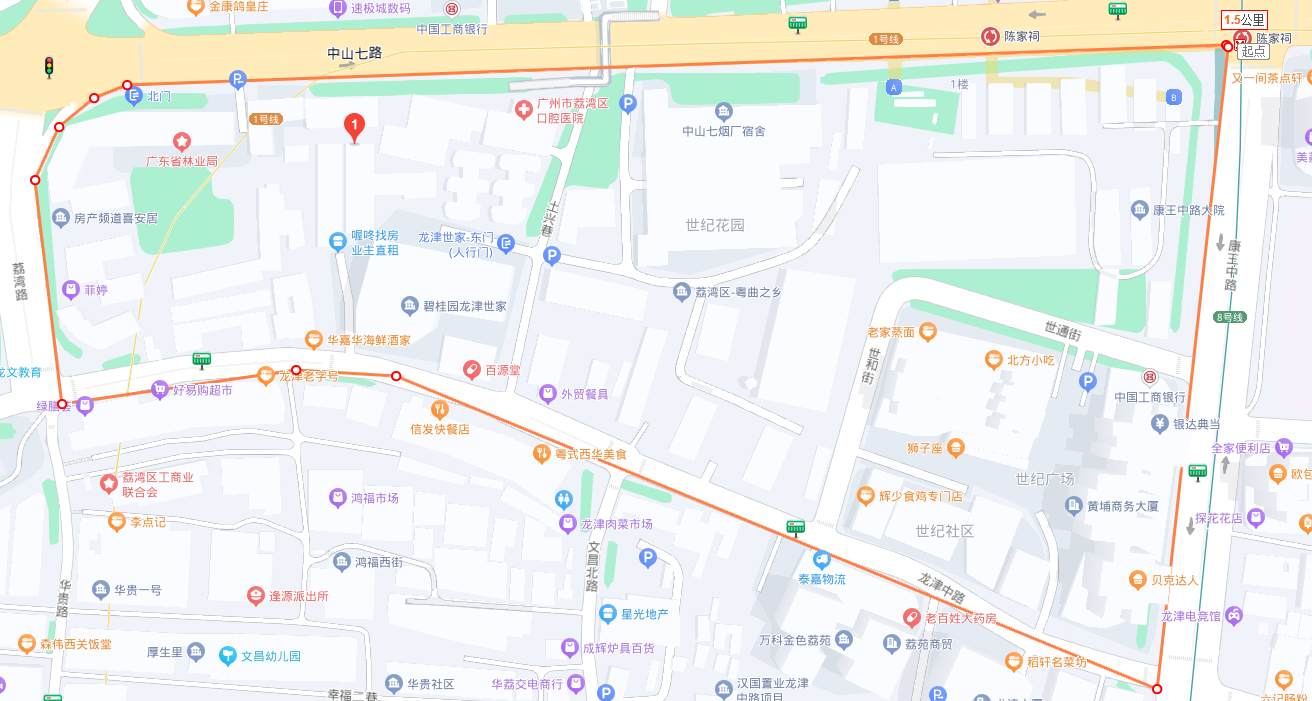 金康鸽皇庄
速极城数码
中国工商银行
1.5公里
陈家祠
陈家祠
起点
1号线
中山七路
又一间茶点轩
北门
A
1楼
B
1号线
1
广州市荔湾区
口腔医院
中山七烟厂宿舍
广东省林业局
房产频道喜安居
士兴巷
世纪花园
康王中路大院
喔咚找房
业主直租
龙津世家-东门
(人行门)
康王中路
荔湾路
菲婷
碧桂园龙津世家
荔湾区-粤曲之乡
8号线
华嘉华海鲜酒家
老家蒸面
世通街
世和街
北方小吃
龙文教育
龙津老字号
百源堂
好易购超市
外贸餐具
中国工商银行
信发快餐店
银达典当
狮子座
全家便利店
粤式西华美食
荔湾区工商业
联合会
世纪广场
欧包
鸿福市场
辉少食鸡专门店
黄埔商务大厦
李点记
龙津肉菜市场
世纪社区
探花花店
文昌北路
鸿福西街
泰嘉物流
龙津中路
贝克达人
华贵路
华贵一号
逢源派出所
星光地产
老百姓大药房
龙津电竞馆
森伟西关饭堂
厚生里
文昌幼儿园
成辉炉具百货
万科金色荔苑
荔苑商贸
稻轩名菜坊
华贵社区
华荔交电商行
汉国置业龙津
中路项目
幸福二巷